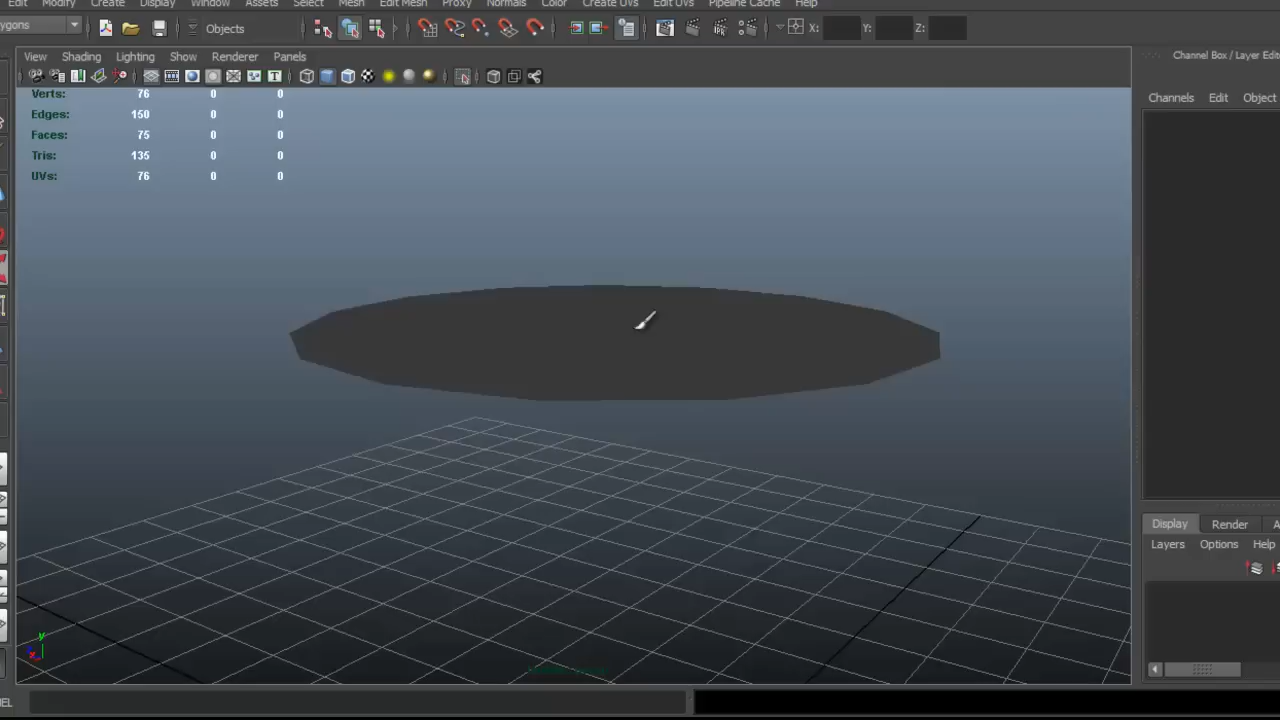 Edit Modify Create Display Window Assets Select Mesh Edit Mesh Proxy Normals Color Create UVs Edit UVs Pipeline Cache Help
ygons Objects X: Y: Z:
View Shading Lighting Show Renderer Panels
Channel Box / Layer Edit
Channels Edit Object
Verts: 76 0 0
Edges: 150 0 0
Faces: 75 0 0
Tris: 135 0 0
UVs: 76 0 0
Display Render A
Layers Options Help
y
x
EL